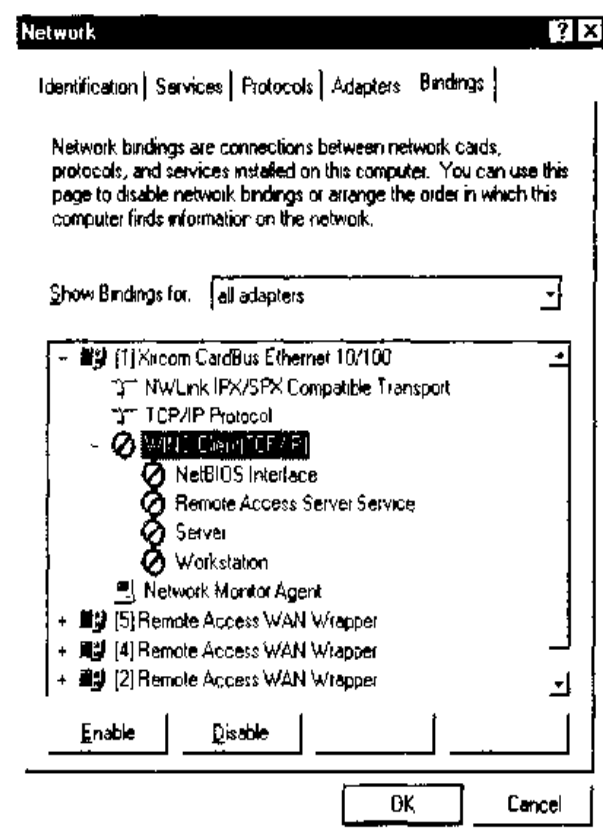 Network
Identification Services Protocols Adapters Bindings
Network bindings are connections between network cards,
protocols, and services installed on this computer. You can use this
page to disable network bindings or arrange the order in which this
computer finds information on the network.
Show Bindings for: all adapters
- [1] Xircom CardBus Ethernet 10/100
NWLink IPX/SPX Compatible Transport
TCP/IP Protocol
- WINS Client(TCP/IP)
NetBIOS Interface
Remote Access Server Service
Server
Workstation
Network Monitor Agent
+ [5] Remote Access WAN Wrapper
+ [4] Remote Access WAN Wrapper
+ [2] Remote Access WAN Wrapper
Enable Disable
OK Cancel